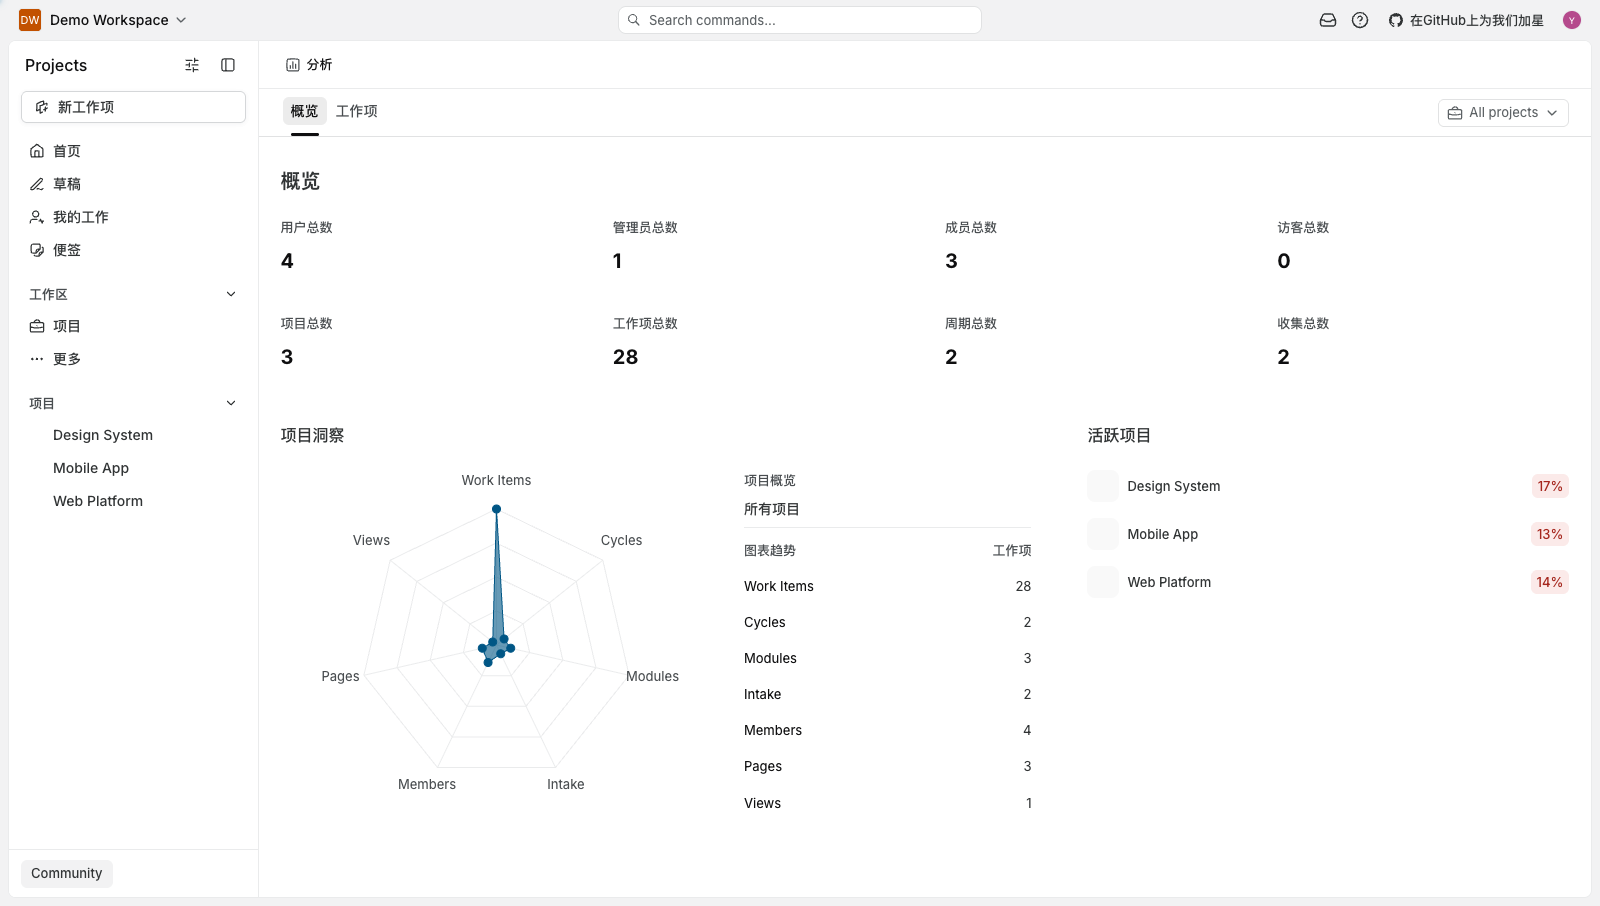 DW Demo Workspace
Search commands...
在GitHub上为我们加星
Y
Projects
新工作项
首页
草稿
我的工作
便签
工作区
项目
更多
项目
Design System
Mobile App
Web Platform
Community
分析
概览 工作项
All projects
概览
用户总数 管理员总数 成员总数 访客总数
4 1 3 0
项目总数 工作项总数 周期总数 收集总数
3 28 2 2
项目洞察
Work Items
Views
Cycles
Pages
Modules
Members
Intake
项目概览
所有项目
图表趋势 工作项
Work Items 28
Cycles 2
Modules 3
Intake 2
Members 4
Pages 3
Views 1
活跃项目
Design System 17%
Mobile App 13%
Web Platform 14%